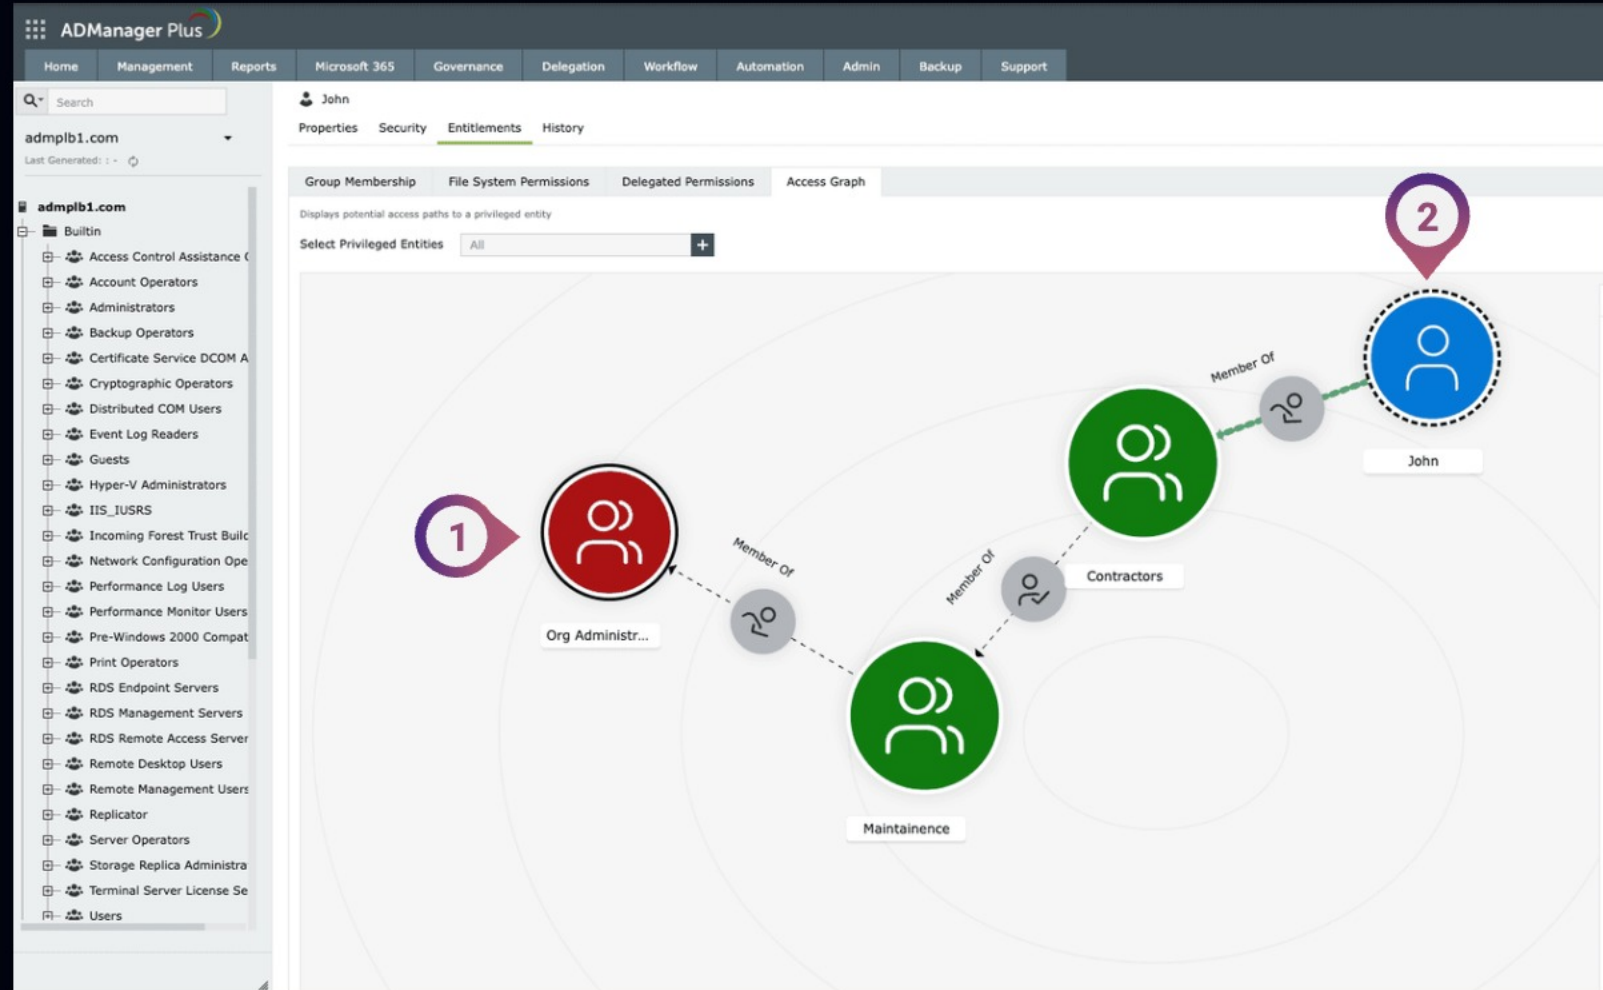 ADManager Plus
Home Management Reports Microsoft 365 Governance Delegation Workflow Automation Admin Backup Support
Search
admplb1.com
Last Generated: : -
admplb1.com
Builtin
Access Control Assistance
Account Operators
Administrators
Backup Operators
Certificate Service DCOM A
Cryptographic Operators
Distributed COM Users
Event Log Readers
Guests
Hyper-V Administrators
IIS_IUSRS
Incoming Forest Trust Builc
Network Configuration Ope
Performance Log Users
Performance Monitor Users
Pre-Windows 2000 Compat
Print Operators
RDS Endpoint Servers
RDS Management Servers
RDS Remote Access Server
Remote Desktop Users
Remote Management Users
Replicator
Server Operators
Storage Replica Administra
Terminal Server License Se
Users
John
Properties Security Entitlements History
Group Membership File System Permissions Delegated Permissions Access Graph
Displays potential access paths to a privileged entity
Select Privileged Entities All +
2
Member Of
John
1
Member Of
Member Of
Contractors
Org Administr...
Maintainence